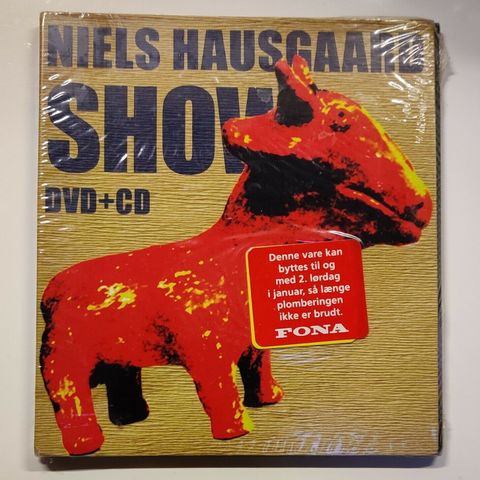 NIELS HAUSGAARD
SHOW
DVD+CD
Denne vare kan
byttes til og
med 2. lørdag
i januar, så længe
plomberingen
ikke er brudt.
FONA